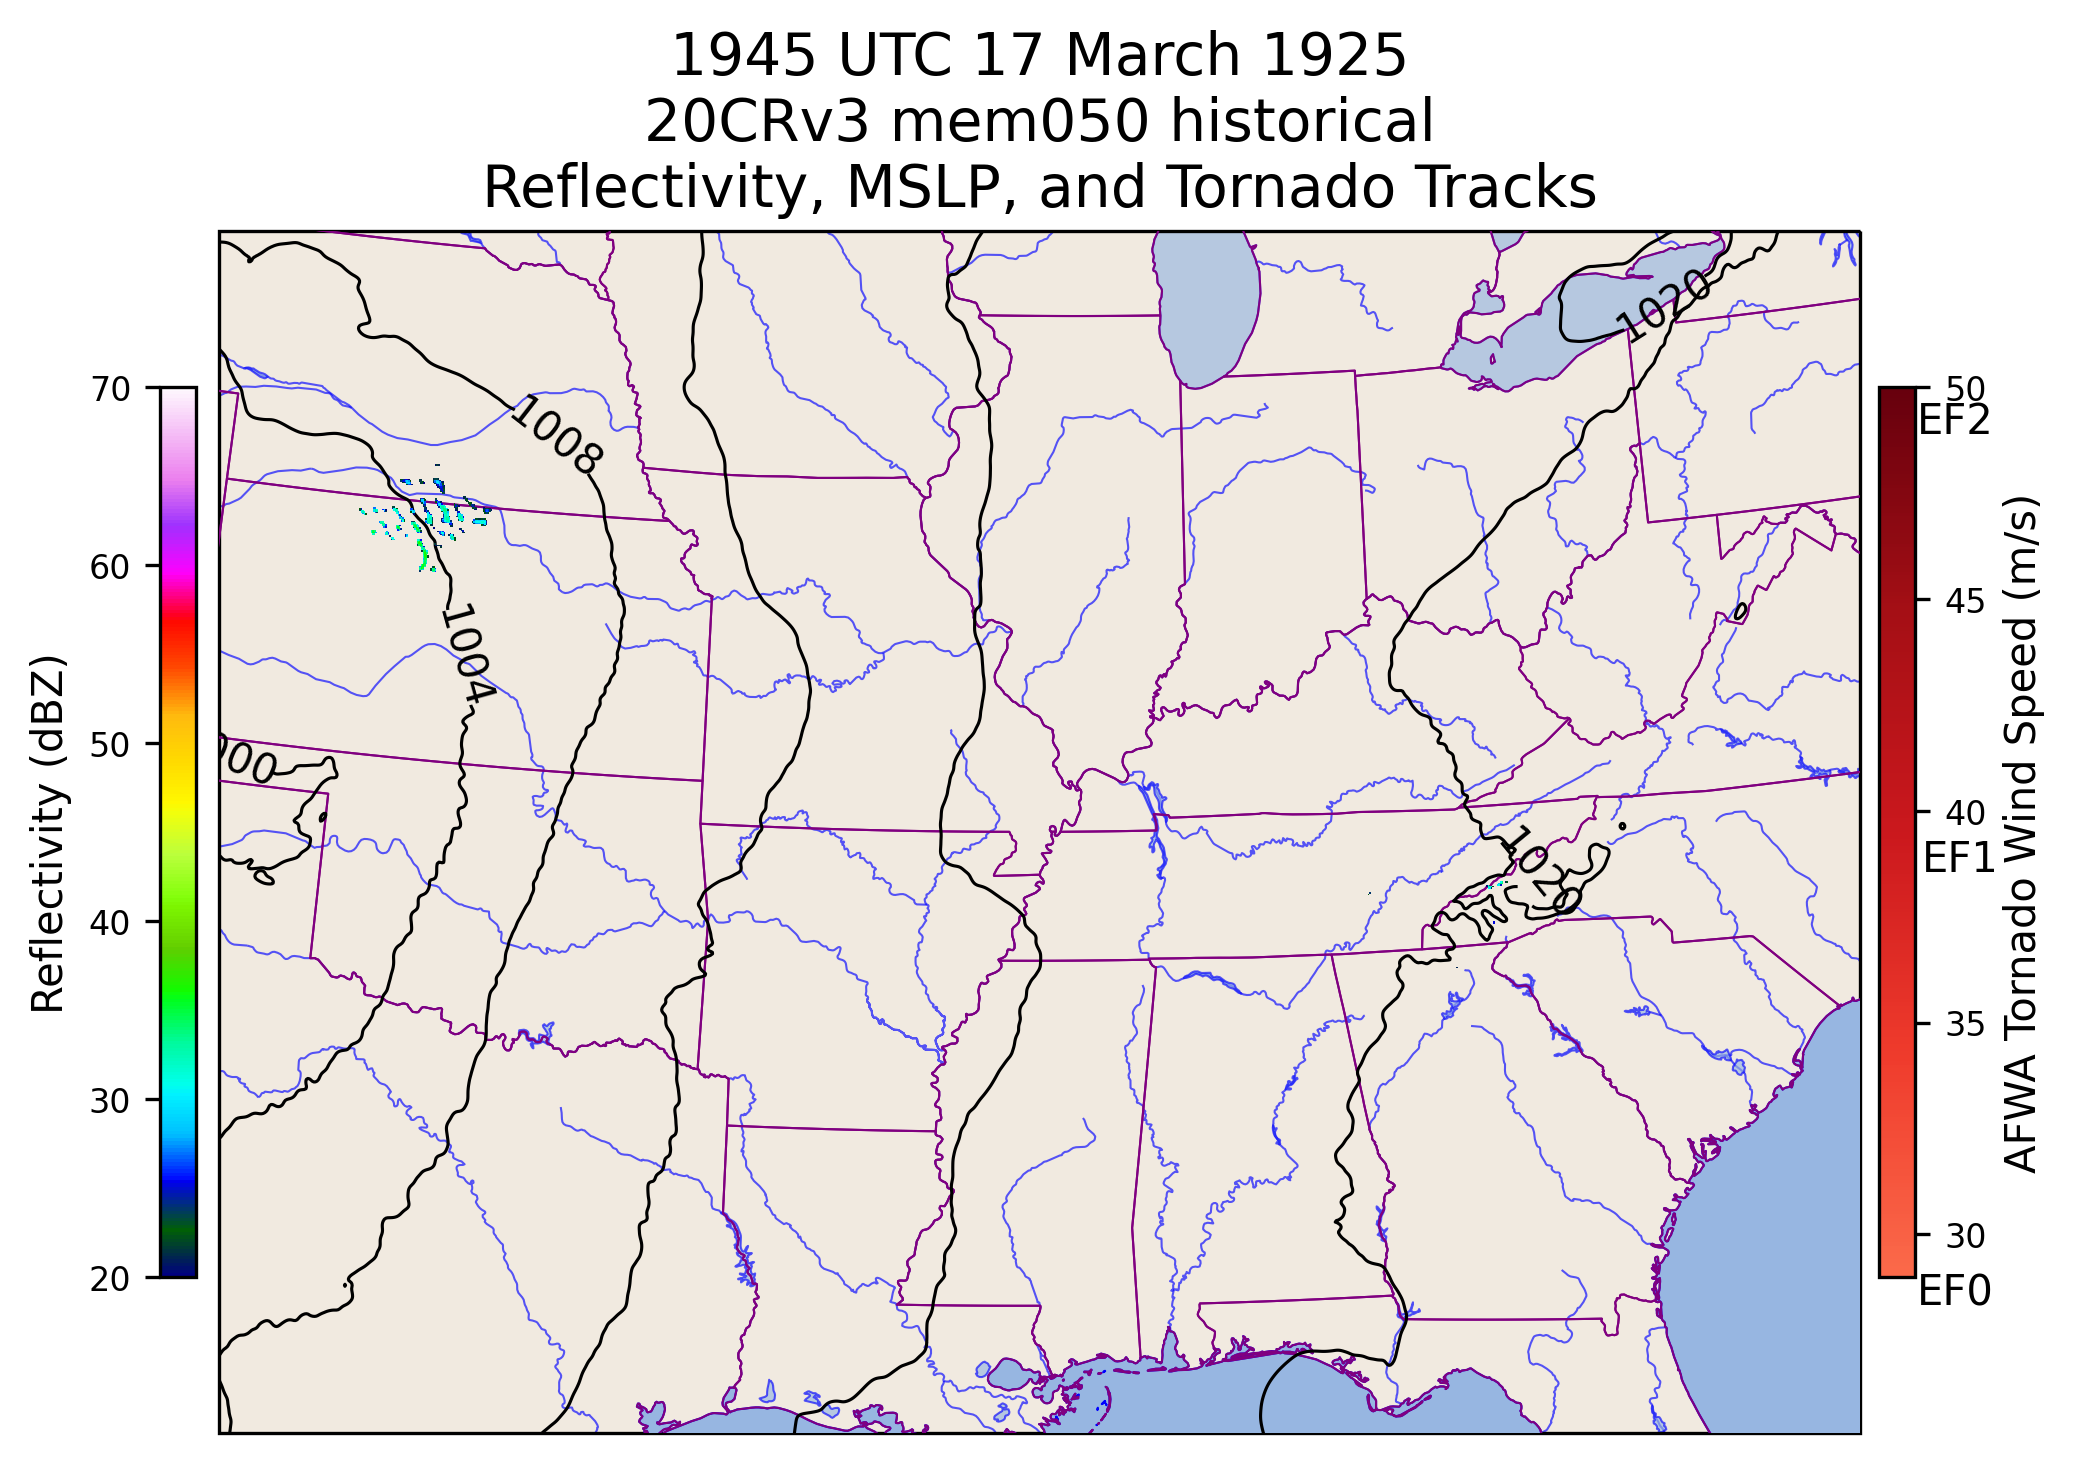 1945 UTC 17 March 1925
20CRv3 mem050 historical
Reflectivity, MSLP, and Tornado Tracks
1020
70
50
EF2
1008
60
45
1004
Reflectivity (dBZ)
AFWA Tornado Wind Speed (m/s)
50
000
40
EF1
1020
40
35
30
30
20
EF0